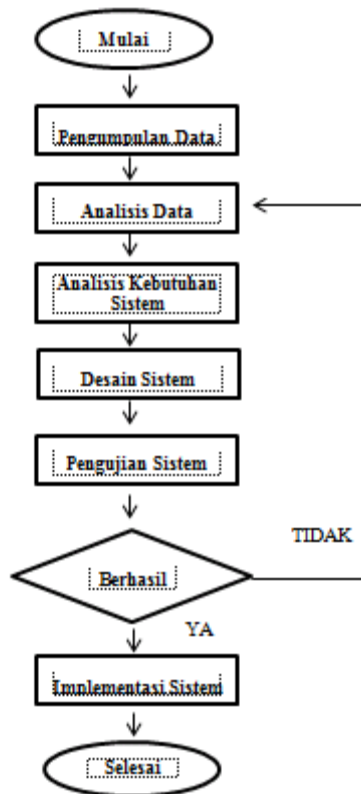 Mulai
Pengumpulan Data
Analisis Data
Analisis Kebutuhan
Sistem
Desain Sistem
Pengujian Sistem
TIDAK
Berhasil
YA
Implementasi Sistem
Selesai